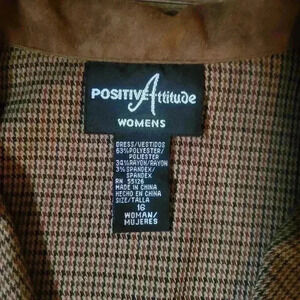 POSITIVE Attitude
WOMENS
DRESS/VESTIDOS
63%POLYESTER/
POLIESTER
34%RAYON/RAYON
3%SPANDEX/
SPANDEX
RN 55126
MADE IN CHINA
HECHO EN CHINA
SIZE/TALLA
16
WOMAN/
MUJERES